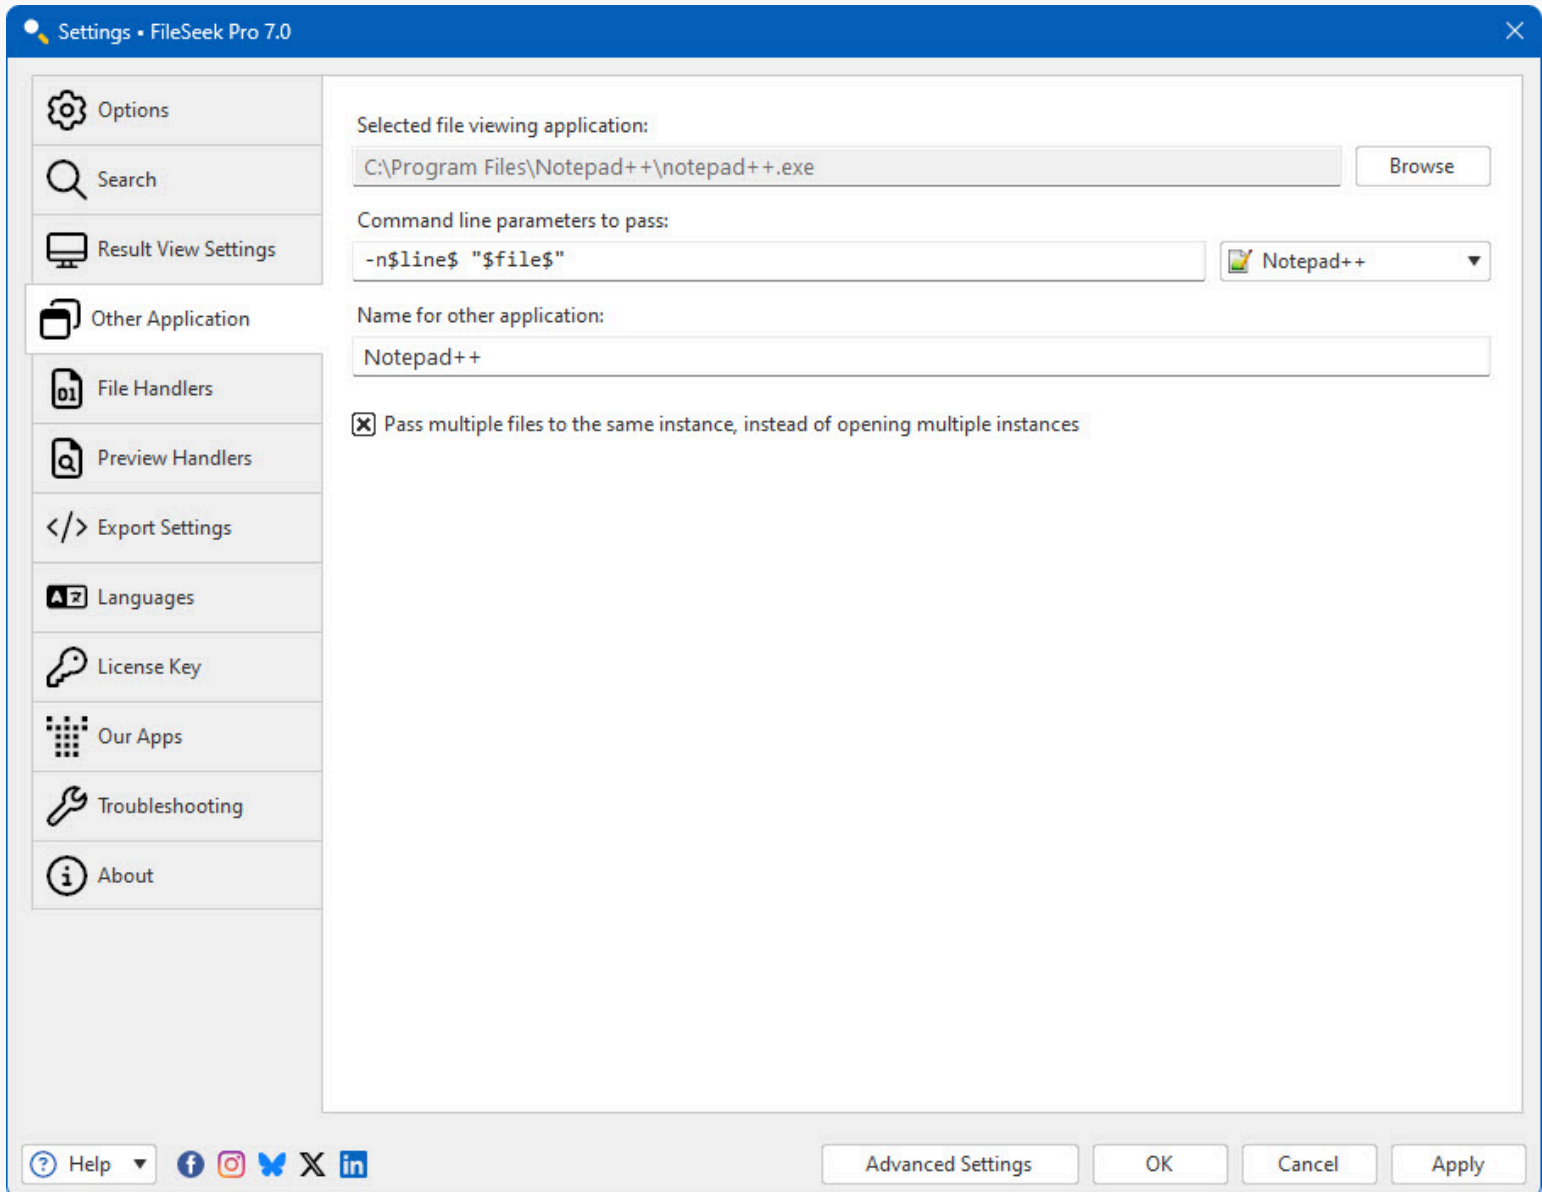 Settings • FileSeek Pro 7.0
Options
Search
Result View Settings
Other Application
File Handlers
Preview Handlers
Export Settings
Languages
License Key
Our Apps
Troubleshooting
About
Selected file viewing application:
C:\Program Files\Notepad++\notepad++.exe
Browse
Command line parameters to pass:
-n$line$ "$file$"
Notepad++
Name for other application:
Notepad++
Pass multiple files to the same instance, instead of opening multiple instances
Help
Advanced Settings
OK
Cancel
Apply